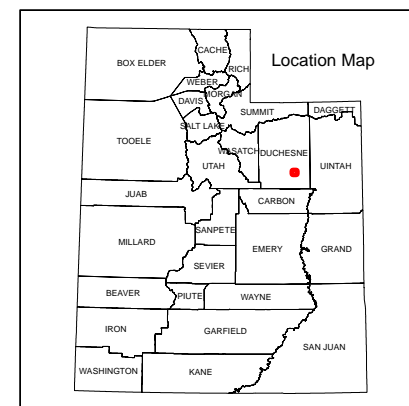 Location Map
CACHE
BOX ELDER
RICH
WEBER
MORGAN
DAVIS
SUMMIT
DAGGETT
SALT LAKE
TOOELE
WASATCH
DUCHESNE
UTAH
UINTAH
JUAB
CARBON
SANPETE
MILLARD
EMERY
GRAND
SEVIER
BEAVER
PIUTE
WAYNE
IRON
GARFIELD
SAN JUAN
WASHINGTON
KANE